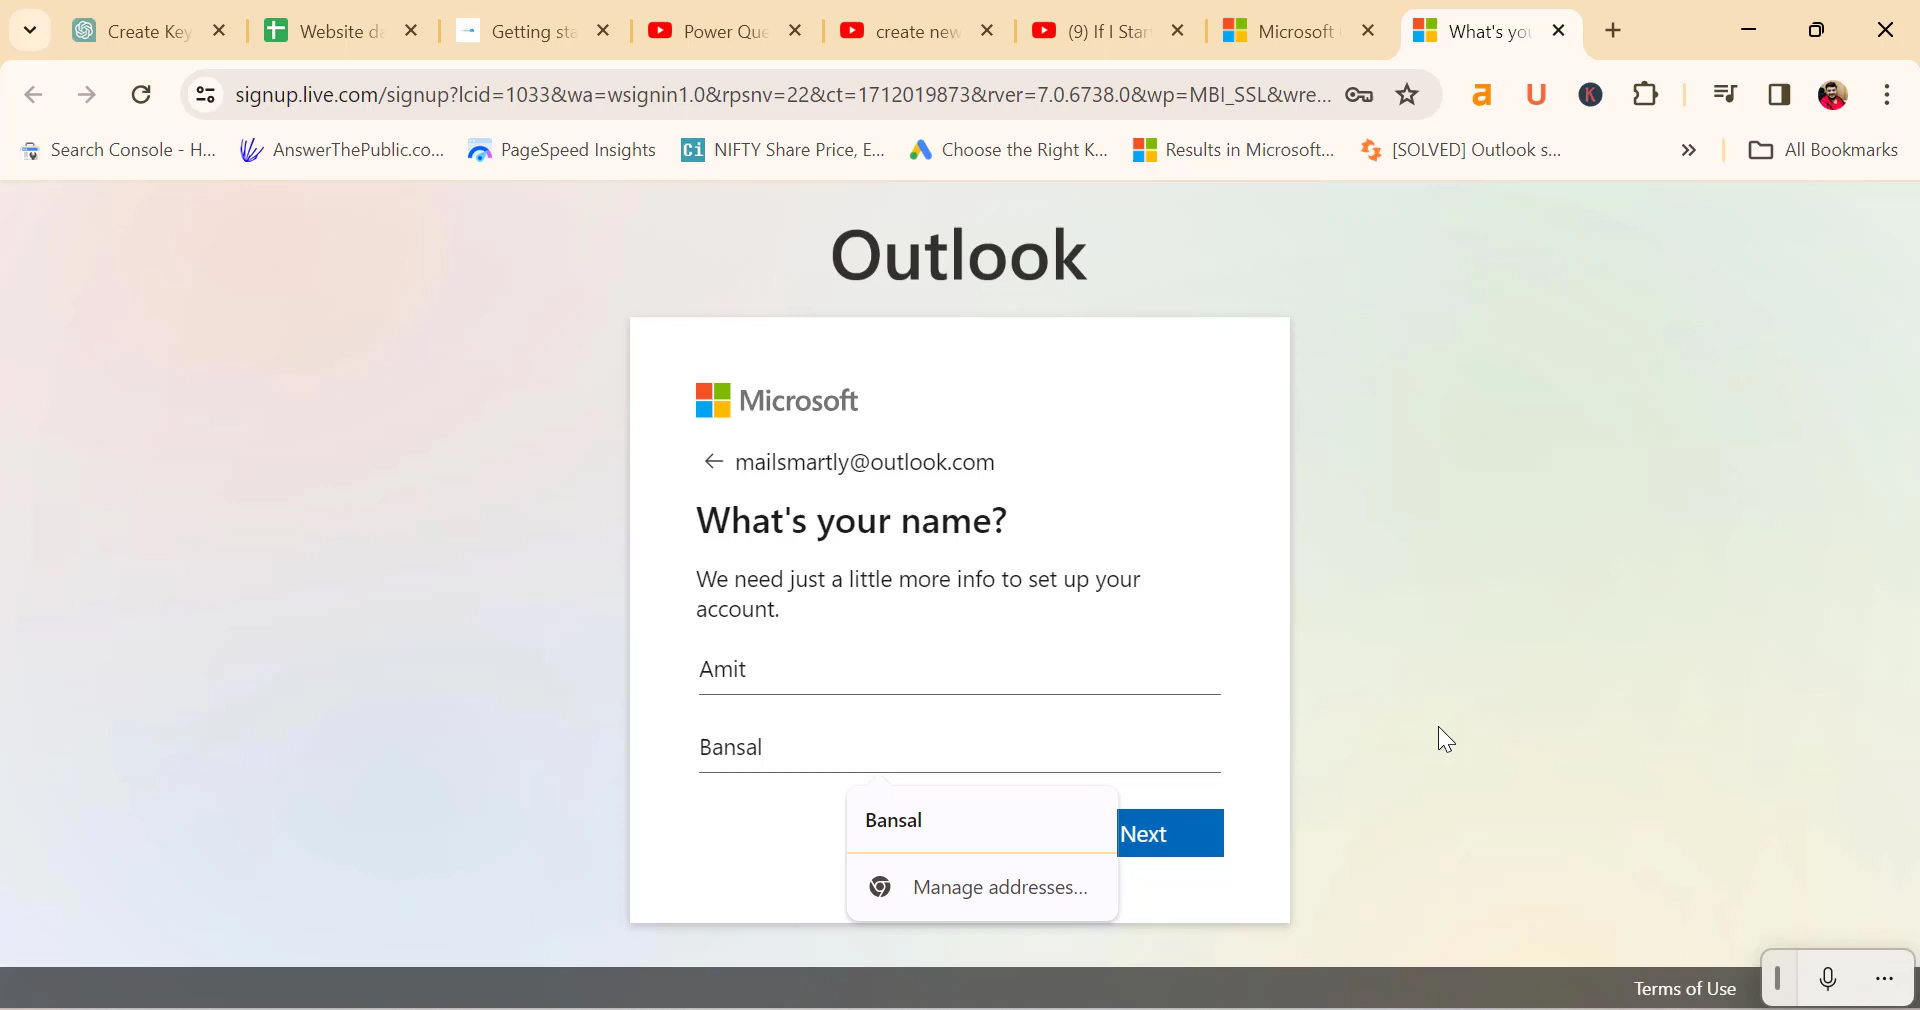 Create Key
Website d
Getting sta
Power Que
create new
(9) If I Star
Microsoft
What's you
signup.live.com/signup?lcid=1033&wa=wsignin1.0&rpsnv=22&ct=1712019873&rver=7.0.6738.0&wp=MBI_SSL&wre...
Search Console - H...
AnswerThePublic.co...
PageSpeed Insights
Ci NIFTY Share Price, E...
Choose the Right K...
Results in Microsoft...
[SOLVED] Outlook s...
All Bookmarks
Outlook
Microsoft
mailsmartly@outlook.com
What's your name?
We need just a little more info to set up your
account.
Amit
Bansal
Bansal
Next
Manage addresses...
Terms of Use